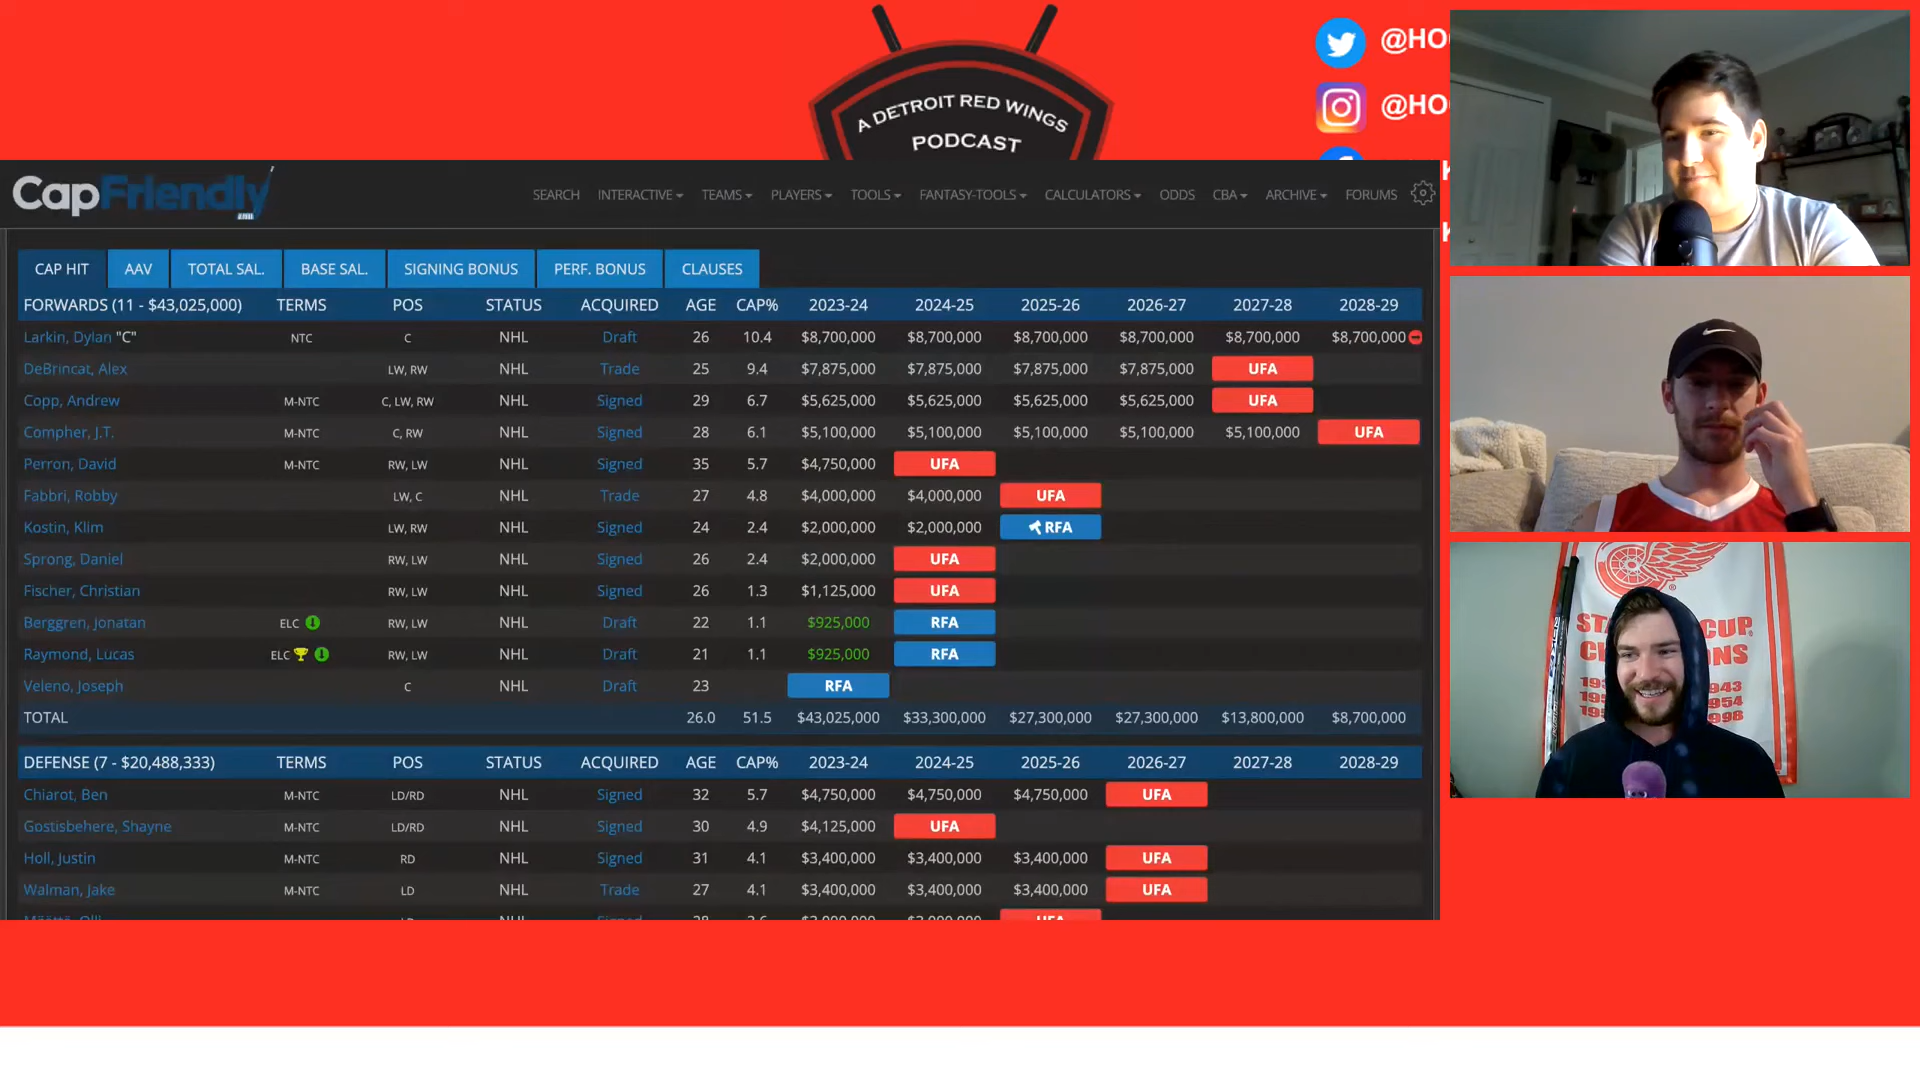 A DETROIT RED WINGS
PODCAST
@HO
@HO
CapFriendly
.com
SEARCH INTERACTIVE TEAMS PLAYERS TOOLS FANTASY-TOOLS CALCULATORS ODDS CBA ARCHIVE FORUMS
CAP HIT AAV TOTAL SAL. BASE SAL. SIGNING BONUS PERF. BONUS CLAUSES
FORWARDS (11 - $43,025,000) TERMS POS STATUS ACQUIRED AGE CAP% 2023-24 2024-25 2025-26 2026-27 2027-28 2028-29
Larkin, Dylan "C" NTC C NHL Draft 26 10.4 $8,700,000 $8,700,000 $8,700,000 $8,700,000 $8,700,000 $8,700,000
DeBrincat, Alex LW, RW NHL Trade 25 9.4 $7,875,000 $7,875,000 $7,875,000 $7,875,000 UFA
Copp, Andrew M-NTC C, LW, RW NHL Signed 29 6.7 $5,625,000 $5,625,000 $5,625,000 $5,625,000 UFA
Compher, J.T. M-NTC C, RW NHL Signed 28 6.1 $5,100,000 $5,100,000 $5,100,000 $5,100,000 $5,100,000 UFA
Perron, David M-NTC RW, LW NHL Signed 35 5.7 $4,750,000 UFA
Fabbri, Robby LW, C NHL Trade 27 4.8 $4,000,000 $4,000,000 UFA
Kostin, Klim LW, RW NHL Signed 24 2.4 $2,000,000 $2,000,000 RFA
Sprong, Daniel RW, LW NHL Signed 26 2.4 $2,000,000 UFA
Fischer, Christian RW, LW NHL Signed 26 1.3 $1,125,000 UFA
Berggren, Jonatan ELC RW, LW NHL Draft 22 1.1 $925,000 RFA
Raymond, Lucas ELC RW, LW NHL Draft 21 1.1 $925,000 RFA
Veleno, Joseph C NHL Draft 23 RFA
TOTAL 26.0 51.5 $43,025,000 $33,300,000 $27,300,000 $27,300,000 $13,800,000 $8,700,000
DEFENSE (7 - $20,488,333) TERMS POS STATUS ACQUIRED AGE CAP% 2023-24 2024-25 2025-26 2026-27 2027-28 2028-29
Chiarot, Ben M-NTC LD/RD NHL Signed 32 5.7 $4,750,000 $4,750,000 $4,750,000 UFA
Gostisbehere, Shayne M-NTC LD/RD NHL Signed 30 4.9 $4,125,000 UFA
Holl, Justin M-NTC RD NHL Signed 31 4.1 $3,400,000 $3,400,000 $3,400,000 UFA
Walman, Jake M-NTC LD NHL Trade 27 4.1 $3,400,000 $3,400,000 $3,400,000 UFA
CUP
1943
1954
1998